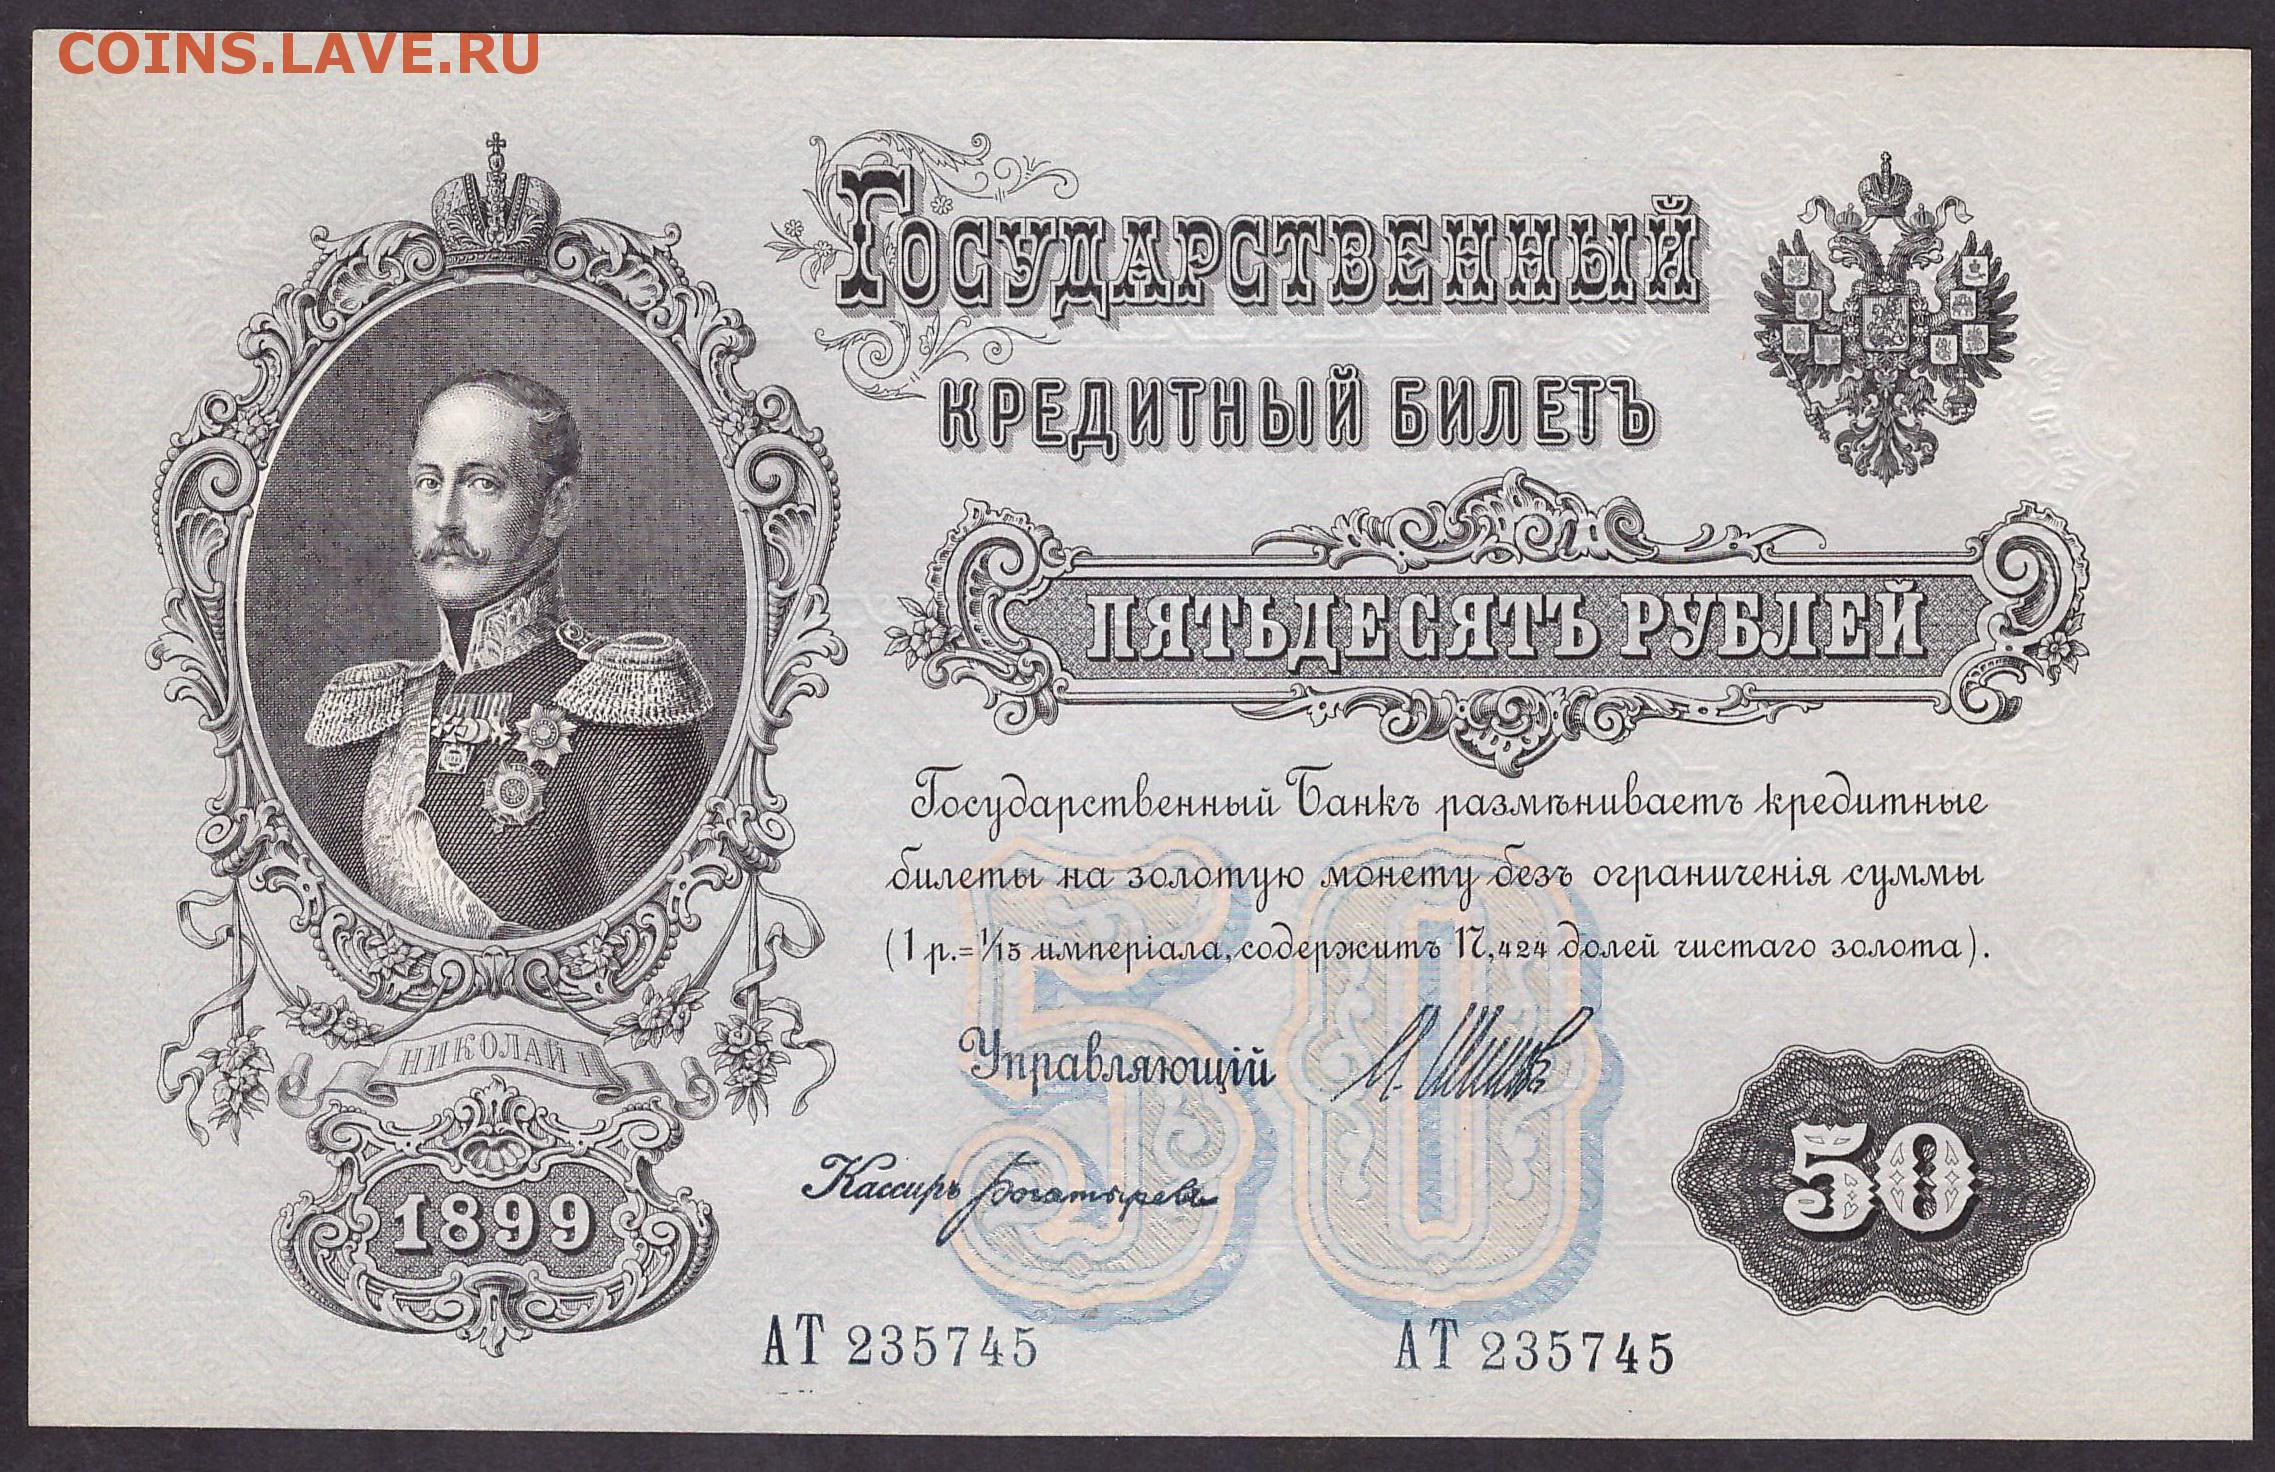 COINS.LAVE.RU
Государственный
кредитный билетъ
пятьдесятъ рублей
Государственный Банкъ размѣниваетъ кредитные
билеты на золотую монету безъ ограниченія суммы
(1 р.=1/15 имперіала, содержитъ 17,424 долей чистаго золота).
50
Управляющій И. Шиповъ
Кассиръ Богатыревъ
НИКОЛАЙ I
1899
50
АТ 235745 АТ 235745